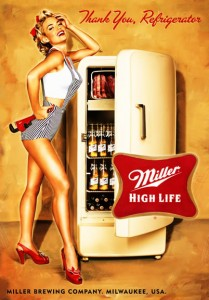 Thank You, Refrigerator
Miller
HIGH LIFE
MILLER BREWING COMPANY. MILWAUKEE, USA.